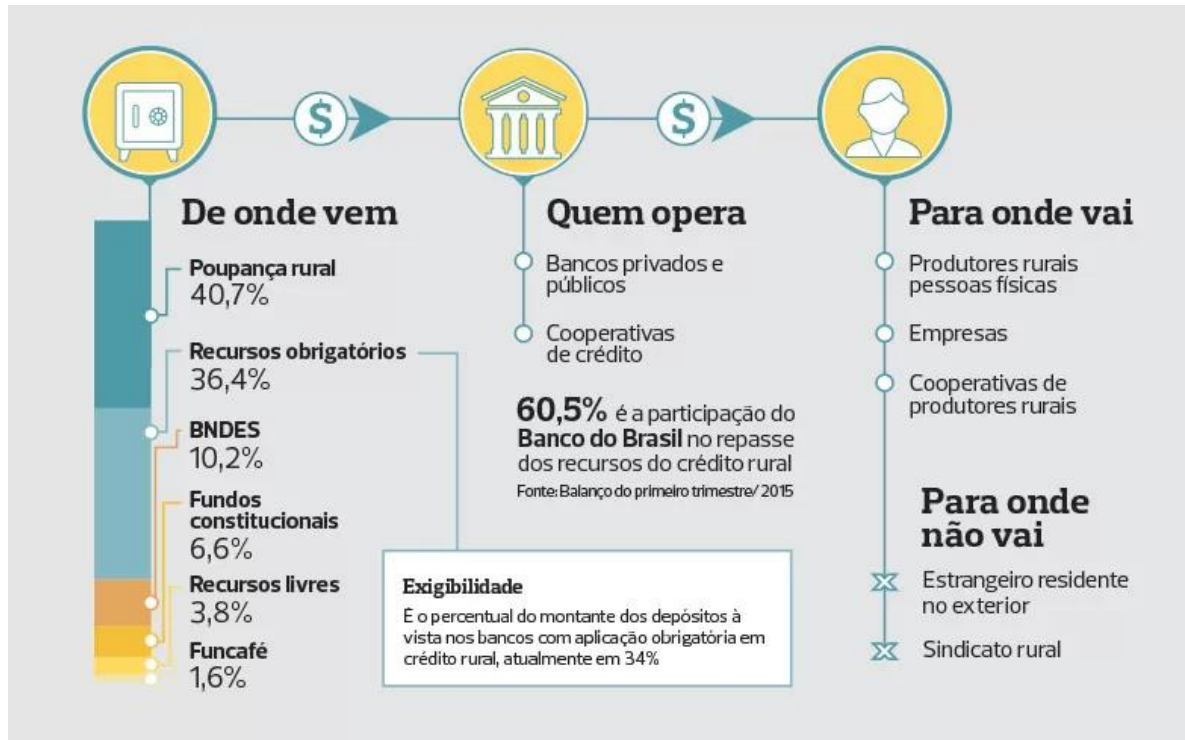 $
$
De onde vem
Poupança rural
40,7%
Recursos obrigatórios
36,4%
BNDES
10,2%
Fundos
constitucionais
6,6%
Recursos livres
3,8%
Funcafé
1,6%
Exigibilidade
É o percentual do montante dos depósitos à
vista nos bancos com aplicação obrigatória em
crédito rural, atualmente em 34%
Quem opera
Bancos privados e
públicos
Cooperativas
de crédito
60,5% é a participação do
Banco do Brasil no repasse
dos recursos do crédito rural
Fonte: Balanço do primeiro trimestre/ 2015
Para onde vai
Produtores rurais
pessoas físicas
Empresas
Cooperativas de
produtores rurais
Para onde
não vai
Estrangeiro residente
no exterior
Sindicato rural